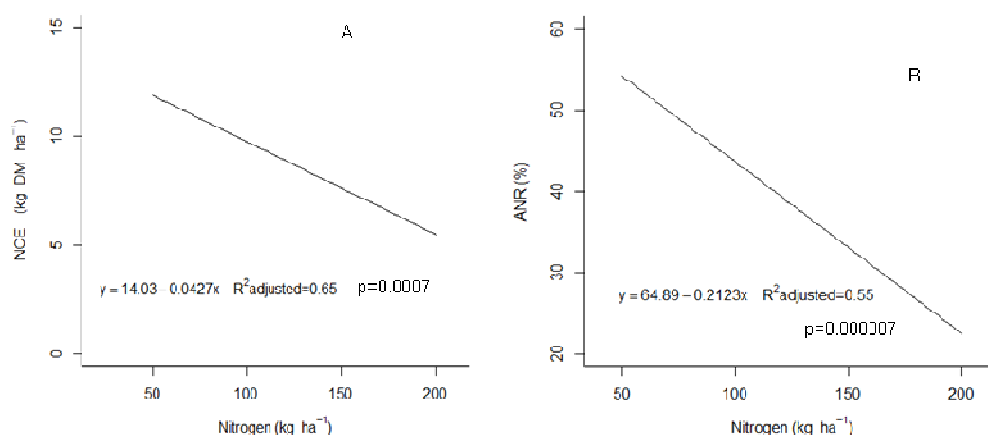 A
15
10
5
0
NCE (kg DM ha⁻¹)
y = 14.03 – 0.0427x R²adjusted=0.65 p=0.0007
50 100 150 200
Nitrogen (kg ha⁻¹)
R
60
50
40
30
20
ANR (%)
y = 64.89 – 0.2123x R²adjusted=0.55
p=0.000007
50 100 150 200
Nitrogen (kg ha⁻¹)